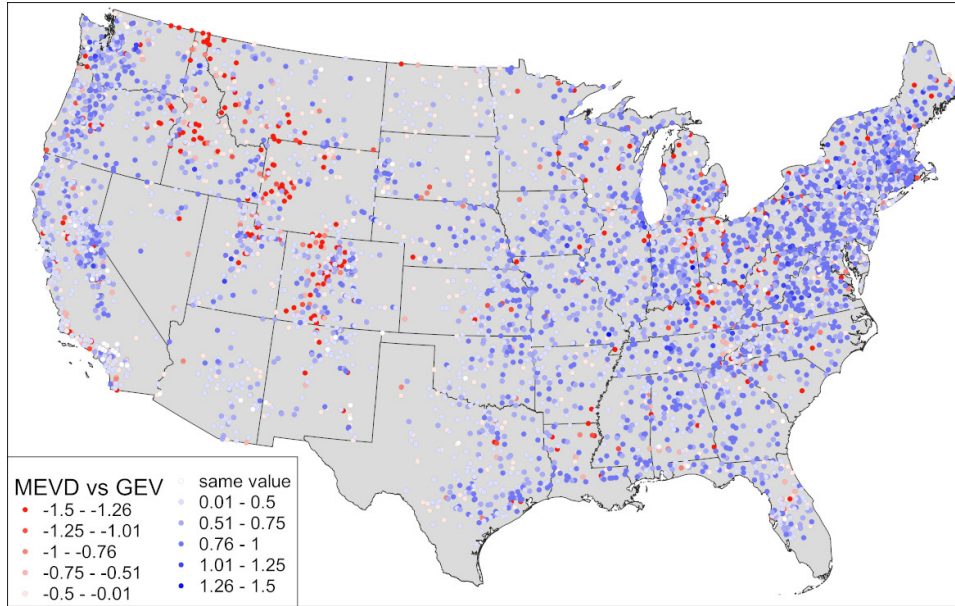 MEVD vs GEV
-1.5 - -1.26
-1.25 - -1.01
-1 - -0.76
-0.75 - -0.51
-0.5 - -0.01
same value
0.01 - 0.5
0.51 - 0.75
0.76 - 1
1.01 - 1.25
1.26 - 1.5